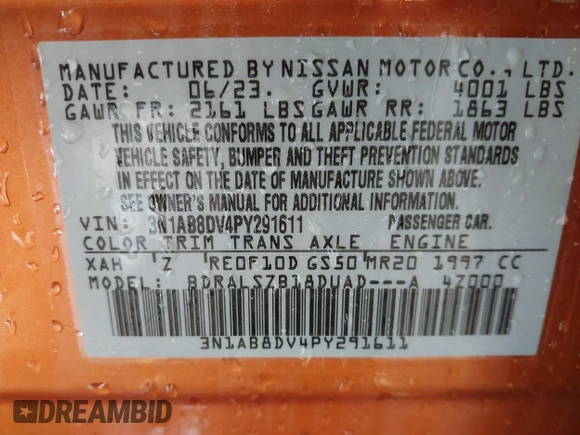 MANUFACTURED BY NISSAN MOTOR CO., LTD.
DATE: 06/23. GVWR: 4001 LBS
GAWR FR: 2161 LBS GAWR RR: 1863 LBS
THIS VEHICLE CONFORMS TO ALL APPLICABLE FEDERAL MOTOR
VEHICLE SAFETY, BUMPER AND THEFT PREVENTION STANDARDS
IN EFFECT ON THE DATE OF MANUFACTURE SHOWN ABOVE.
SEE OWNER'S MANUAL FOR ADDITIONAL INFORMATION.
VIN: 3N1AB8DV4PY291611 PASSENGER CAR.
COLOR TRIM TRANS AXLE ENGINE
XAH Z RE0F10D GS50 MR20 1997 CC
MODEL: BDRALSZB18DUAD---A 4Z000
3N1AB8DV4PY291611
DREAMBID